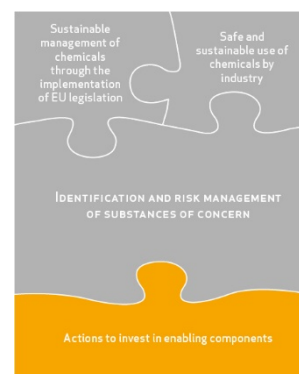 Sustainable
management of
chemicals
through the
implementation
of EU legislation
Safe and
sustainable use of
chemicals by
industry
IDENTIFICATION AND RISK MANAGEMENT
OF SUBSTANCES OF CONCERN
Actions to invest in enabling components